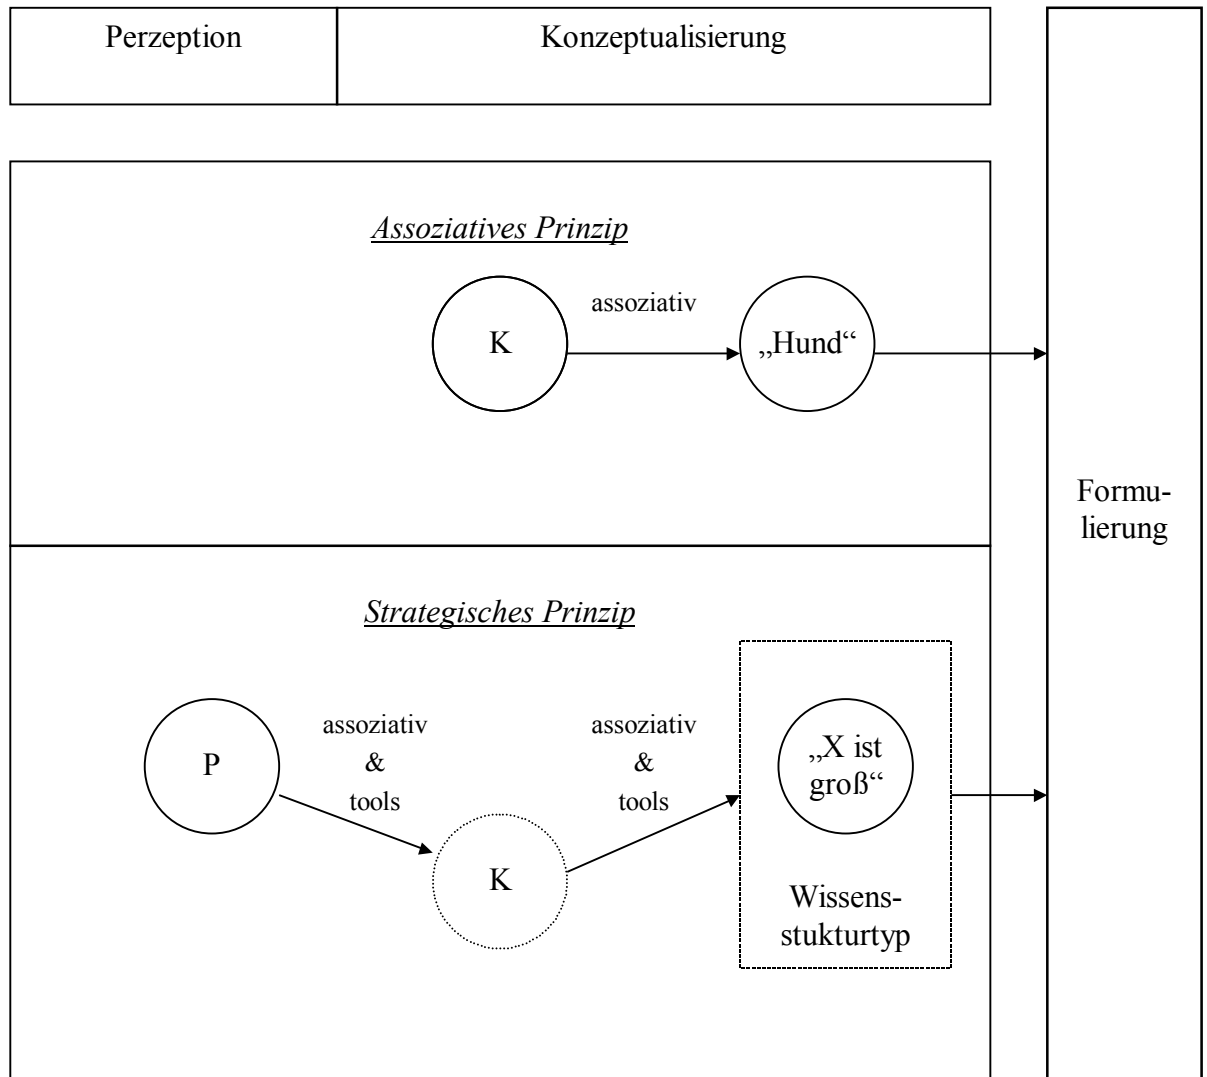 Perzeption
Konzeptualisierung
Assoziatives Prinzip
K
assoziativ
„Hund“
Formu-
lierung
Strategisches Prinzip
P
assoziativ
&
tools
K
assoziativ
&
tools
„X ist
groß“
Wissens-
stukturtyp